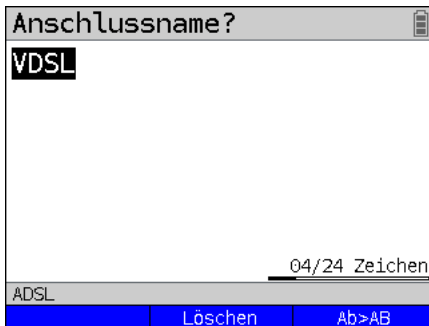 Anschlussname?
VDSL
04/24 Zeichen
ADSL
Löschen Ab>AB